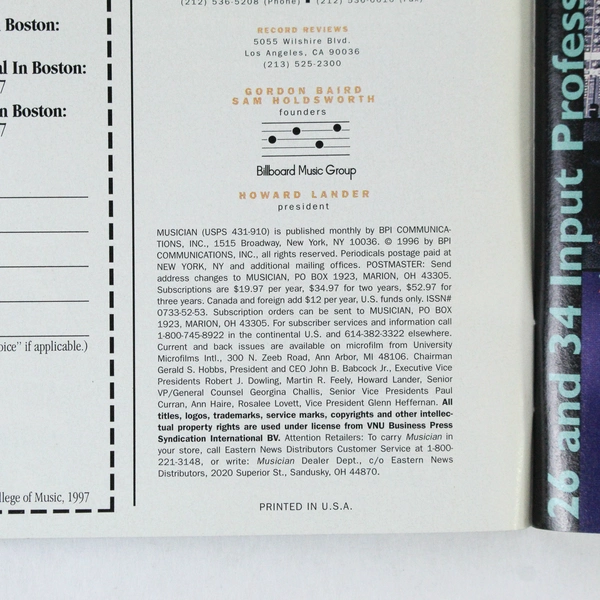 Boston:
al In Boston:
7
n Boston:
7
oice" if applicable.)
llege of Music, 1997
(212) 536-5208 (Phone) ■ (212) 536-6616 (Fax)
RECORD REVIEWS
5055 Wilshire Blvd.
Los Angeles, CA 90036
(213) 525-2300
GORDON BAIRD
SAM HOLDSWORTH
founders
Billboard Music Group
HOWARD LANDER
president
MUSICIAN (USPS 431-910) is published monthly by BPI COMMUNICA-
TIONS, INC., 1515 Broadway, New York, NY 10036. © 1996 by BPI
COMMUNICATIONS, INC., all rights reserved. Periodicals postage paid at
NEW YORK, NY and additional mailing offices. POSTMASTER: Send
address changes to MUSICIAN, PO BOX 1923, MARION, OH 43305.
Subscriptions are $19.97 per year, $34.97 for two years, $52.97 for
three years. Canada and foreign add $12 per year, U.S. funds only. ISSN#
0733-52-53. Subscription orders can be sent to MUSICIAN, PO BOX
1923, MARION, OH 43305. For subscriber services and information call
1-800-745-8922 in the continental U.S. and 614-382-3322 elsewhere.
Current and back issues are available on microfilm from University
Microfilms Intl., 300 N. Zeeb Road, Ann Arbor, MI 48106. Chairman
Gerald S. Hobbs, President and CEO John B. Babcock Jr., Executive Vice
Presidents Robert J. Dowling, Martin R. Feely, Howard Lander, Senior
VP/General Counsel Georgina Challis, Senior Vice Presidents Paul
Curran, Ann Haire, Rosalee Lovett, Vice President Glenn Heffernan. All
titles, logos, trademarks, service marks, copyrights and other intellec-
tual property rights are used under license from VNU Business Press
Syndication International BV. Attention Retailers: To carry Musician in
your store, call Eastern News Distributors Customer Service at 1-800-
221-3148, or write: Musician Dealer Dept., c/o Eastern News
Distributors, 2020 Superior St., Sandusky, OH 44870.
PRINTED IN U.S.A.
26 and 34 Input Profess